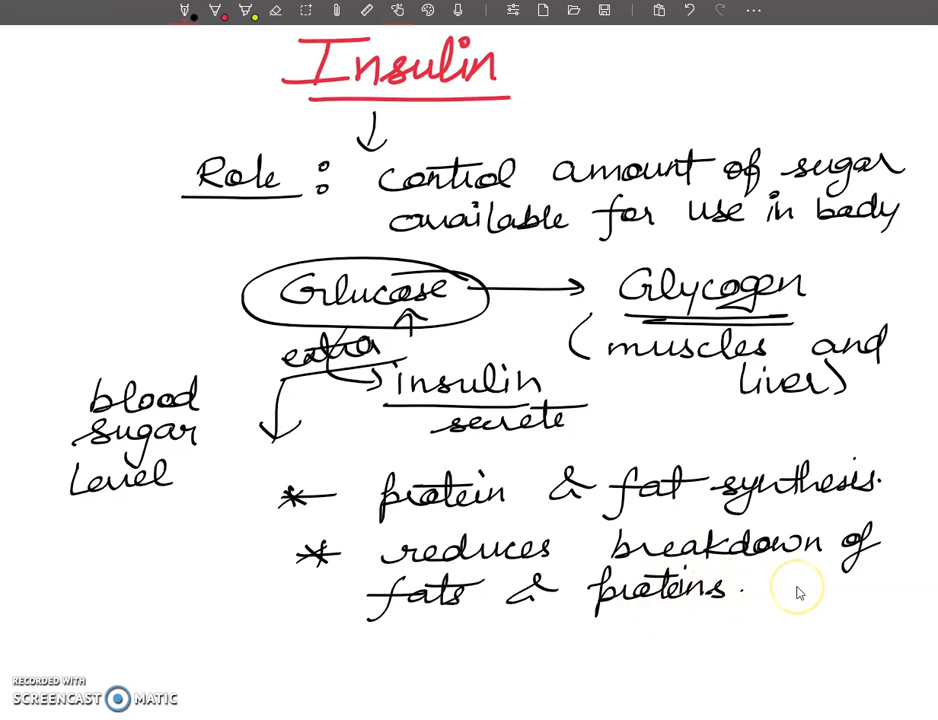 Insulin
Role : control amount of sugar
available for use in body
Glucose → Glycogen
(muscles and
liver)
extra
insulin
secrete
blood
sugar
Level
* protein & fat synthesis.
* reduces breakdown of
fats & proteins.
RECORDED WITH
SCREENCAST MATIC